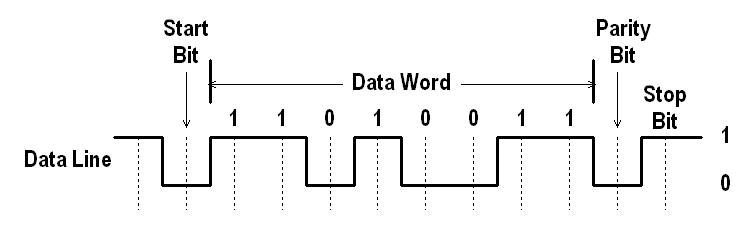 Start
Bit
Parity
Bit
Data Word
Stop
Bit
1 1 0 1 0 0 1 1
1
Data Line
0